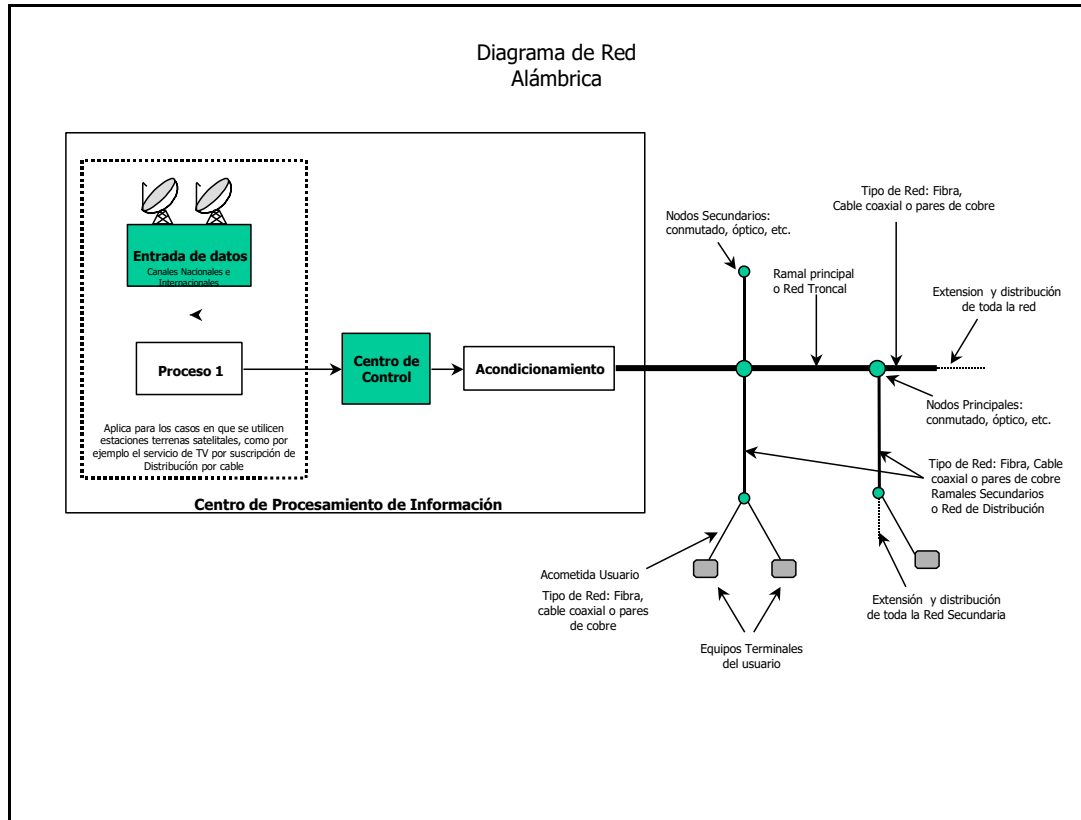 Diagrama de Red
Alámbrica
Entrada de datos
Canales Nacionales e
Internacionales
Proceso 1
Aplica para los casos en que se utilicen
estaciones terrenas satelitales, como por
ejemplo el servicio de TV por suscripción de
Distribución por cable
Centro de
Control
Acondicionamiento
Centro de Procesamiento de Información
Nodos Secundarios:
conmutado, óptico, etc.
Ramal principal
o Red Troncal
Tipo de Red: Fibra,
Cable coaxial o pares de cobre
Extension y distribución
de toda la red
Nodos Principales:
conmutado, óptico, etc.
Tipo de Red: Fibra, Cable
coaxial o pares de cobre
Ramales Secundarios
o Red de Distribución
Acometida Usuario
Tipo de Red: Fibra,
cable coaxial o pares
de cobre
Equipos Terminales
del usuario
Extensión y distribución
de toda la Red Secundaria